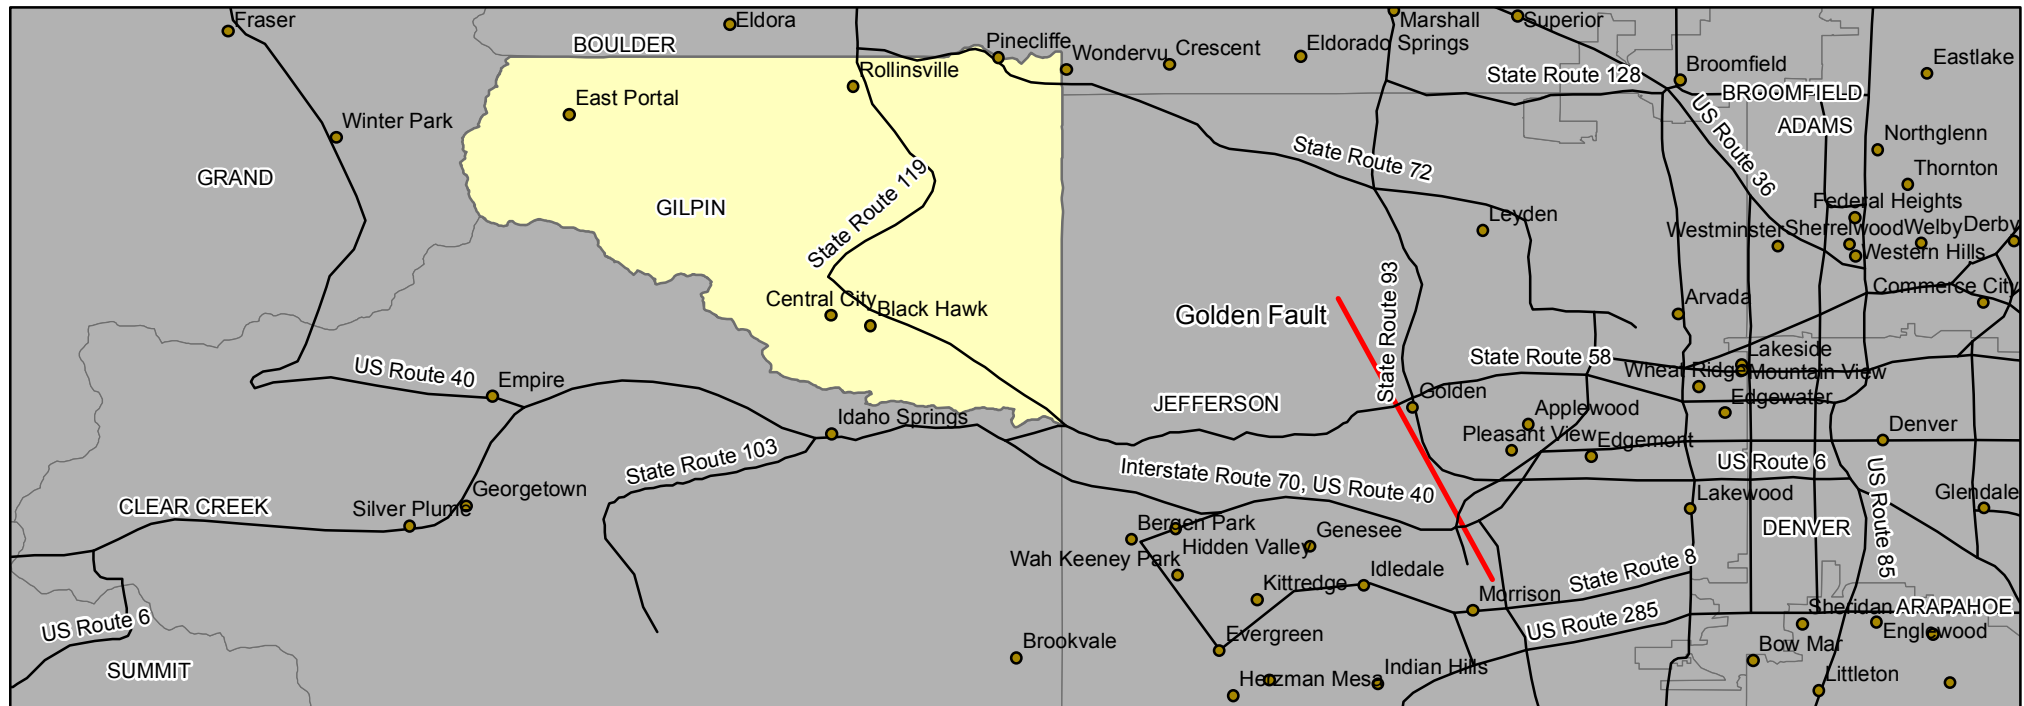 Fraser
Eldora
Marshall
Superior
BOULDER
Pinecliffe
Wondervu
Crescent
Eldorado Springs
Eastlake
Rollinsville
State Route 128
Broomfield
East Portal
BROOMFIELD
Winter Park
US Route 36
ADAMS
Northglenn
State Route 72
Thornton
GRAND
State Route 119
GILPIN
Leyden
Federal Heights
Westminster
Sherrelwood
Welby
Derby
Western Hills
State Route 93
Commerce City
Central City
Black Hawk
Golden Fault
Arvada
US Route 40
Empire
State Route 58
Lakeside
Wheat Ridge
Mountain View
JEFFERSON
Golden
Edgewater
Idaho Springs
Applewood
Denver
Pleasant View
Edgemont
State Route 103
Interstate Route 70, US Route 40
US Route 6
US Route 85
CLEAR CREEK
Silver Plume
Georgetown
Lakewood
Glendale
Bergen Park
Genesee
DENVER
Hidden Valley
Wah Keeney Park
Idledale
State Route 8
Kittredge
Morrison
US Route 6
US Route 285
Sheridan
ARAPAHOE
Evergreen
Englewood
Brookvale
Bow Mar
SUMMIT
Indian Hills
Herzman Mesa
Littleton